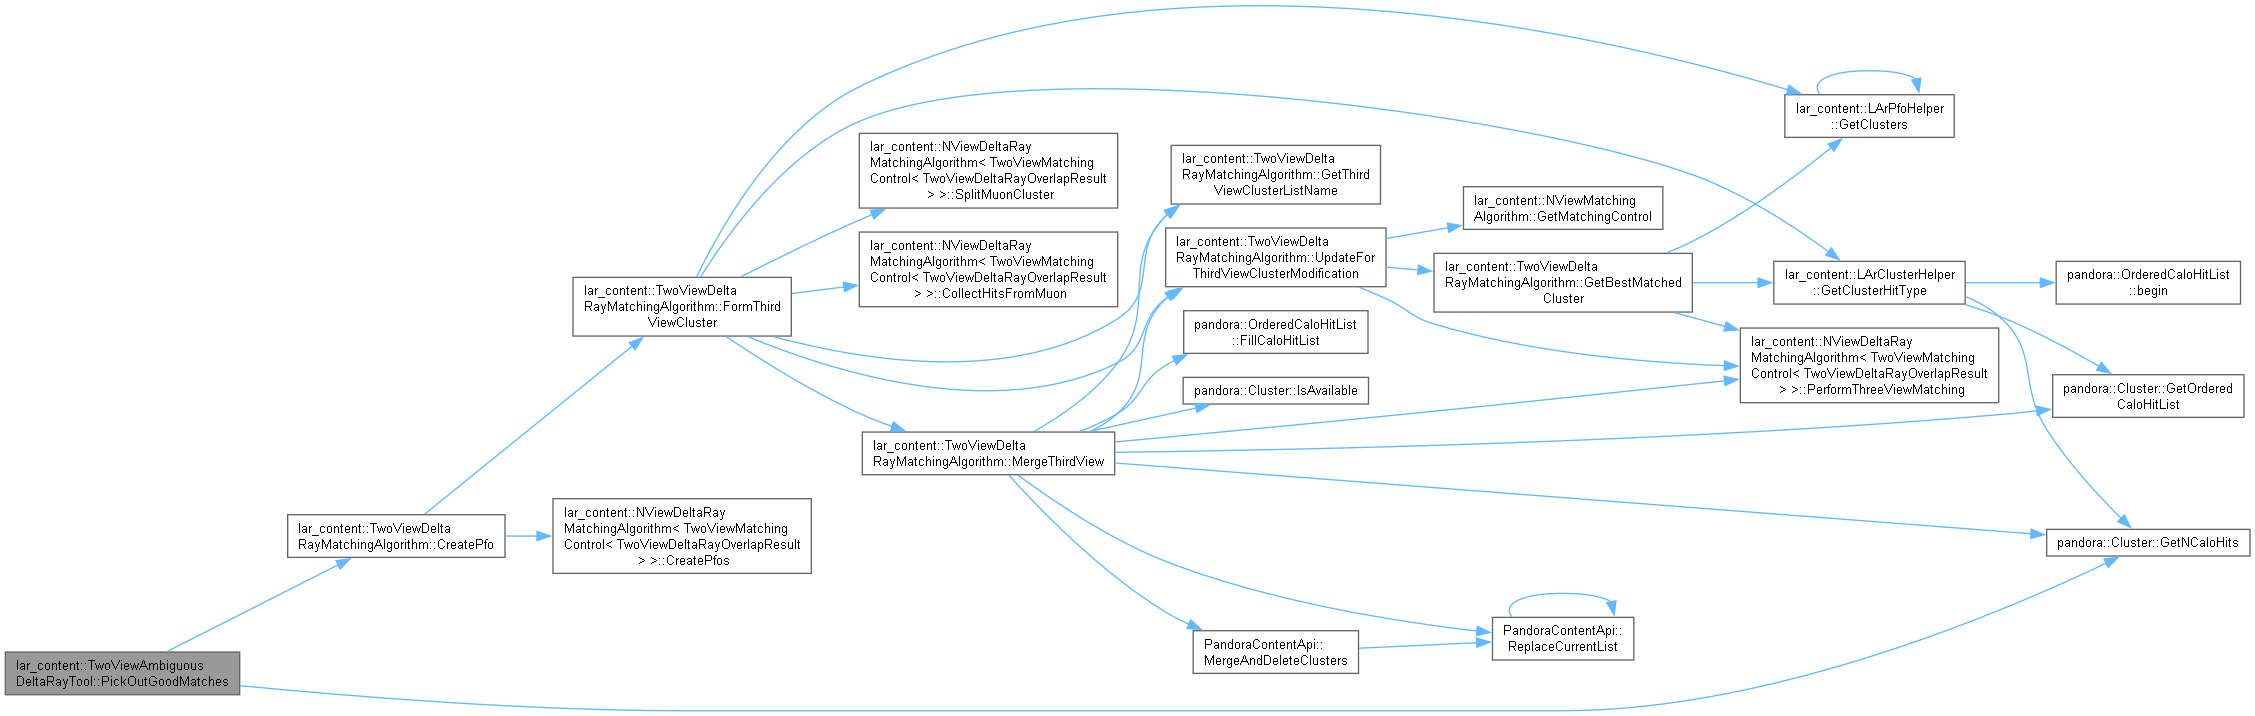 lar_content::TwoViewAmbiguous
DeltaRayTool::PickOutGoodMatches
lar_content::TwoViewDelta
RayMatchingAlgorithm::CreatePfo
lar_content::TwoViewDelta
RayMatchingAlgorithm::FormThird
ViewCluster
lar_content::NViewDeltaRay
MatchingAlgorithm< TwoViewMatching
Control< TwoViewDeltaRayOverlapResult
> >::CreatePfos
lar_content::NViewDeltaRay
MatchingAlgorithm< TwoViewMatching
Control< TwoViewDeltaRayOverlapResult
> >::SplitMuonCluster
lar_content::NViewDeltaRay
MatchingAlgorithm< TwoViewMatching
Control< TwoViewDeltaRayOverlapResult
> >::CollectHitsFromMuon
lar_content::TwoViewDelta
RayMatchingAlgorithm::MergeThirdView
lar_content::TwoViewDelta
RayMatchingAlgorithm::GetThird
ViewClusterListName
lar_content::TwoViewDelta
RayMatchingAlgorithm::UpdateFor
ThirdViewClusterModification
pandora::OrderedCaloHitList
::FillCaloHitList
pandora::Cluster::IsAvailable
PandoraContentApi::
MergeAndDeleteClusters
lar_content::NViewMatching
Algorithm::GetMatchingControl
lar_content::TwoViewDelta
RayMatchingAlgorithm::GetBestMatched
Cluster
PandoraContentApi::
ReplaceCurrentList
lar_content::LArPfoHelper
::GetClusters
lar_content::LArClusterHelper
::GetClusterHitType
lar_content::NViewDeltaRay
MatchingAlgorithm< TwoViewMatching
Control< TwoViewDeltaRayOverlapResult
> >::PerformThreeViewMatching
pandora::OrderedCaloHitList
::begin
pandora::Cluster::GetOrdered
CaloHitList
pandora::Cluster::GetNCaloHits